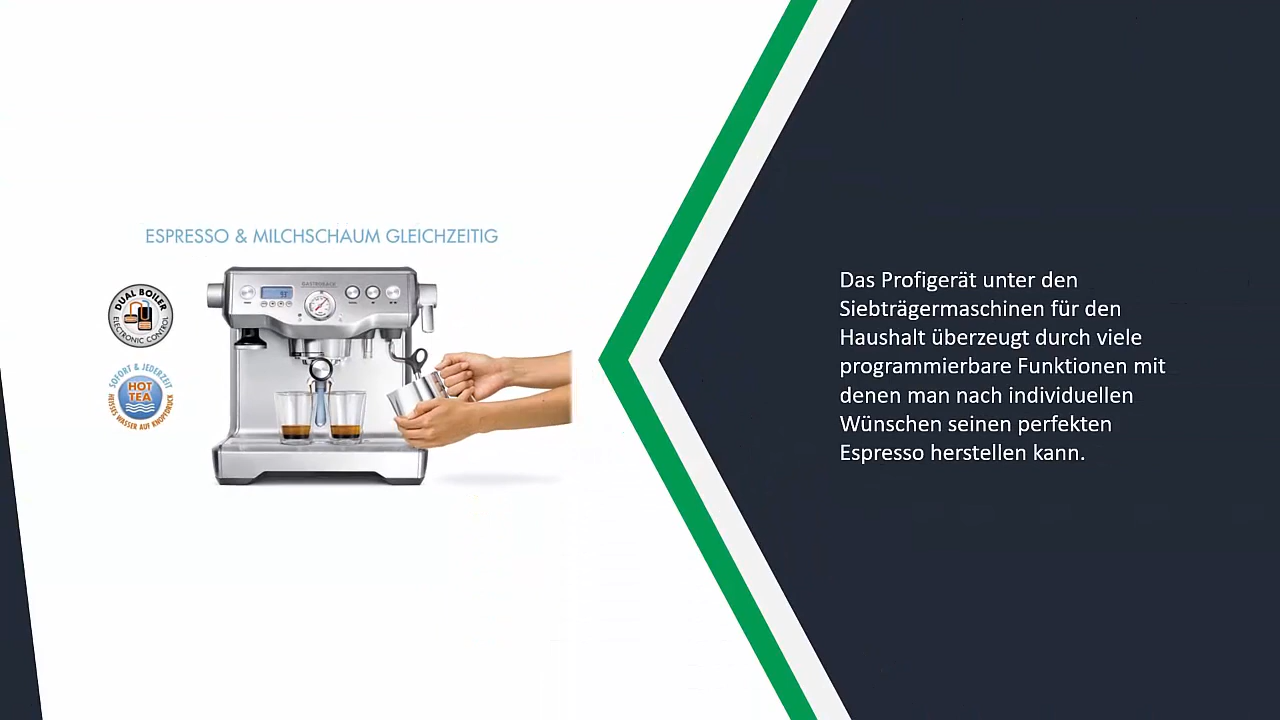 ESPRESSO & MILCHSCHAUM GLEICHZEITIG
DUAL BOILER
ELECTRONIC CONTROL
SOFORT & JEDERZEIT
HOT
TEA
HEISSES WASSER AUF KNOPFDRUCK
GASTROBACK
93
Das Profigerät unter den
Siebträgermaschinen für den
Haushalt überzeugt durch viele
programmierbare Funktionen mit
denen man nach individuellen
Wünschen seinen perfekten
Espresso herstellen kann.